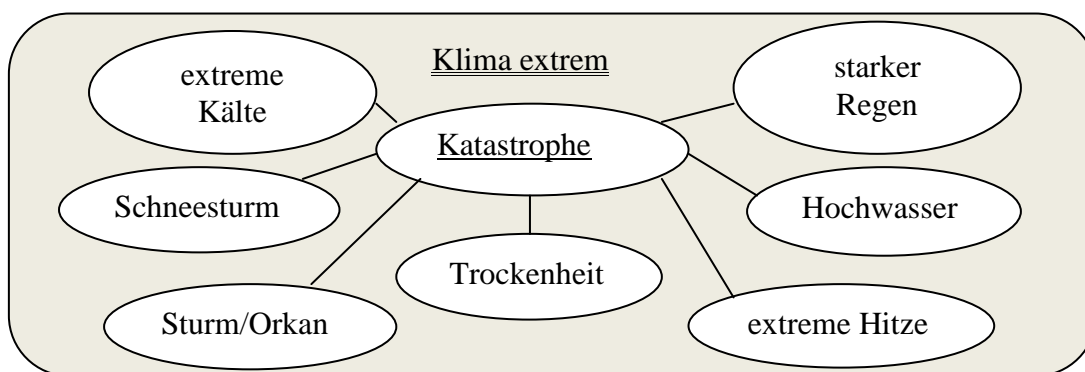 Klima extrem
extreme
Kälte
starker
Regen
Katastrophe
Schneesturm
Hochwasser
Trockenheit
Sturm/Orkan
extreme Hitze